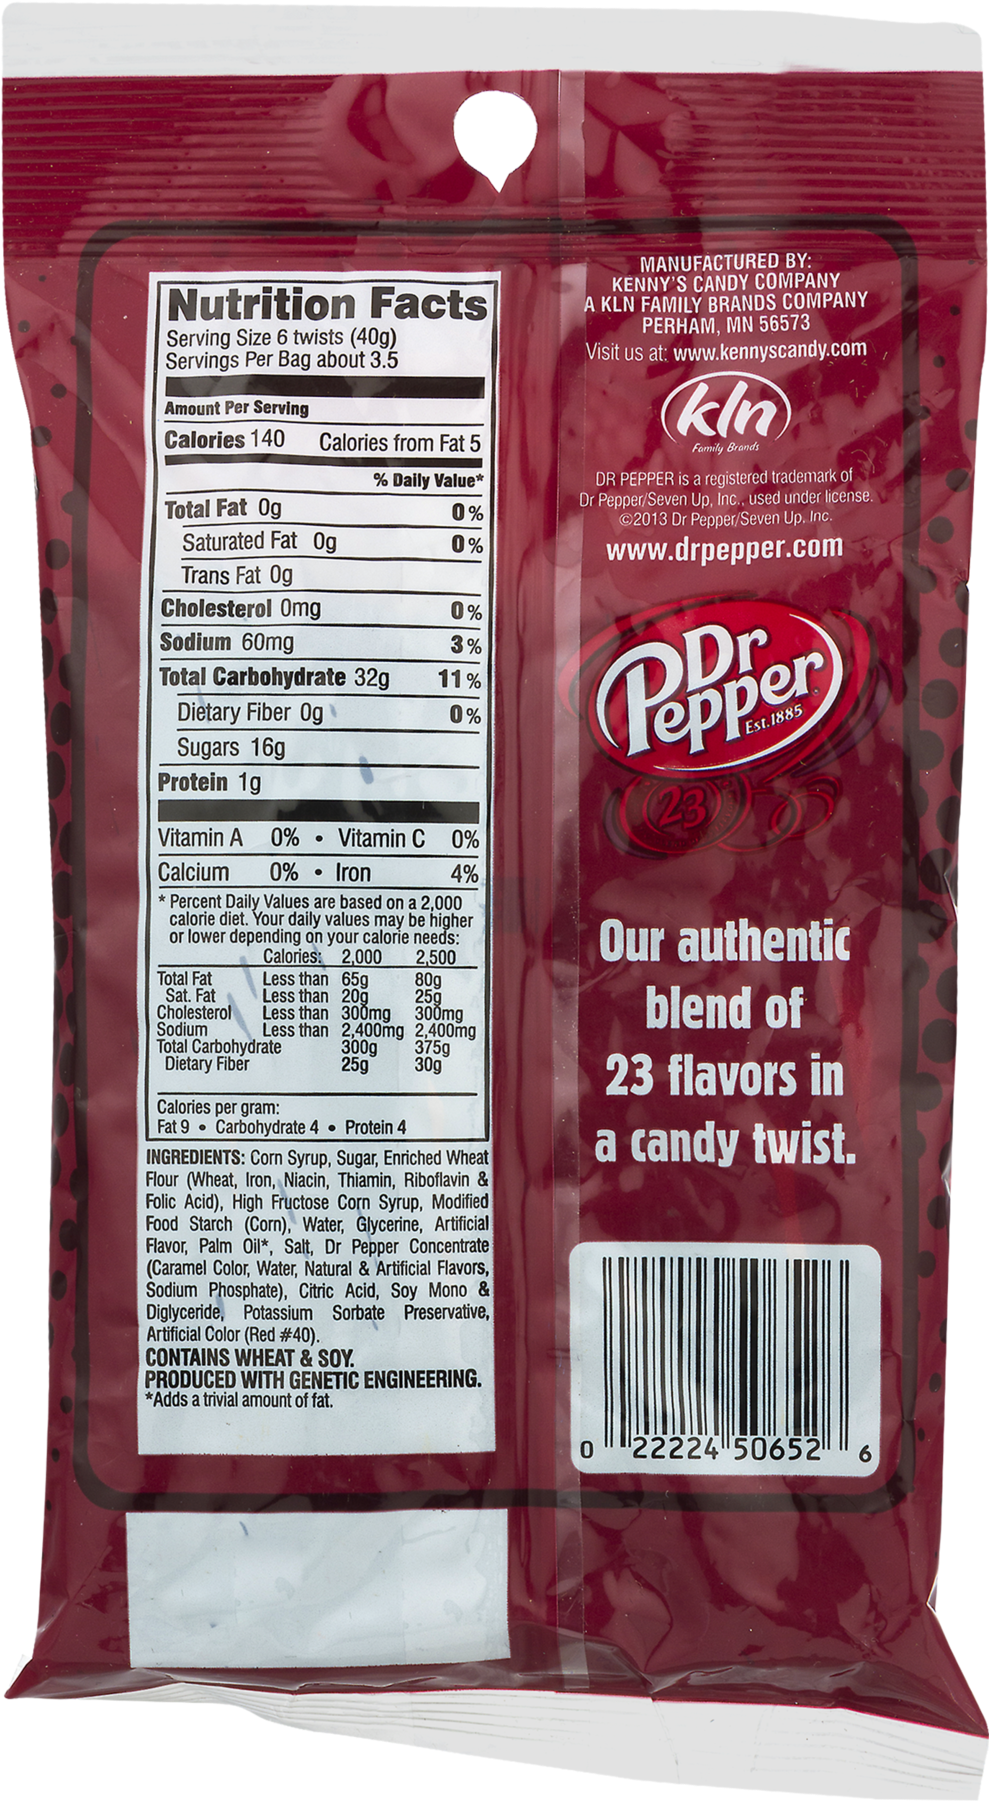 Nutrition Facts
Serving Size 6 twists (40g)
Servings Per Bag about 3.5
Amount Per Serving
Calories 140 Calories from Fat 5
% Daily Value*
Total Fat 0g 0%
Saturated Fat 0g 0%
Trans Fat 0g
Cholesterol 0mg 0%
Sodium 60mg 3%
Total Carbohydrate 32g 11%
Dietary Fiber 0g 0%
Sugars 16g
Protein 1g
Vitamin A 0% • Vitamin C 0%
Calcium 0% • Iron 4%
* Percent Daily Values are based on a 2,000
calorie diet. Your daily values may be higher
or lower depending on your calorie needs:
Calories: 2,000 2,500
Total Fat Less than 65g 80g
Sat. Fat Less than 20g 25g
Cholesterol Less than 300mg 300mg
Sodium Less than 2,400mg 2,400mg
Total Carbohydrate 300g 375g
Dietary Fiber 25g 30g
Calories per gram:
Fat 9 • Carbohydrate 4 • Protein 4
INGREDIENTS: Corn Syrup, Sugar, Enriched Wheat
Flour (Wheat, Iron, Niacin, Thiamin, Riboflavin &
Folic Acid), High Fructose Corn Syrup, Modified
Food Starch (Corn), Water, Glycerine, Artificial
Flavor, Palm Oil*, Salt, Dr Pepper Concentrate
(Caramel Color, Water, Natural & Artificial Flavors,
Sodium Phosphate), Citric Acid, Soy Mono &
Diglyceride, Potassium Sorbate Preservative,
Artificial Color (Red #40).
CONTAINS WHEAT & SOY.
PRODUCED WITH GENETIC ENGINEERING.
*Adds a trivial amount of fat.
MANUFACTURED BY:
KENNY'S CANDY COMPANY
A KLN FAMILY BRANDS COMPANY
PERHAM, MN 56573
Visit us at: www.kennyscandy.com
kln
Family Brands
DR PEPPER is a registered trademark of
Dr Pepper/Seven Up, Inc., used under license.
©2013 Dr Pepper/Seven Up, Inc.
www.drpepper.com
Dr
Pepper
Est.1885
23
Our authentic
blend of
23 flavors in
a candy twist.
0 22224 50652 6